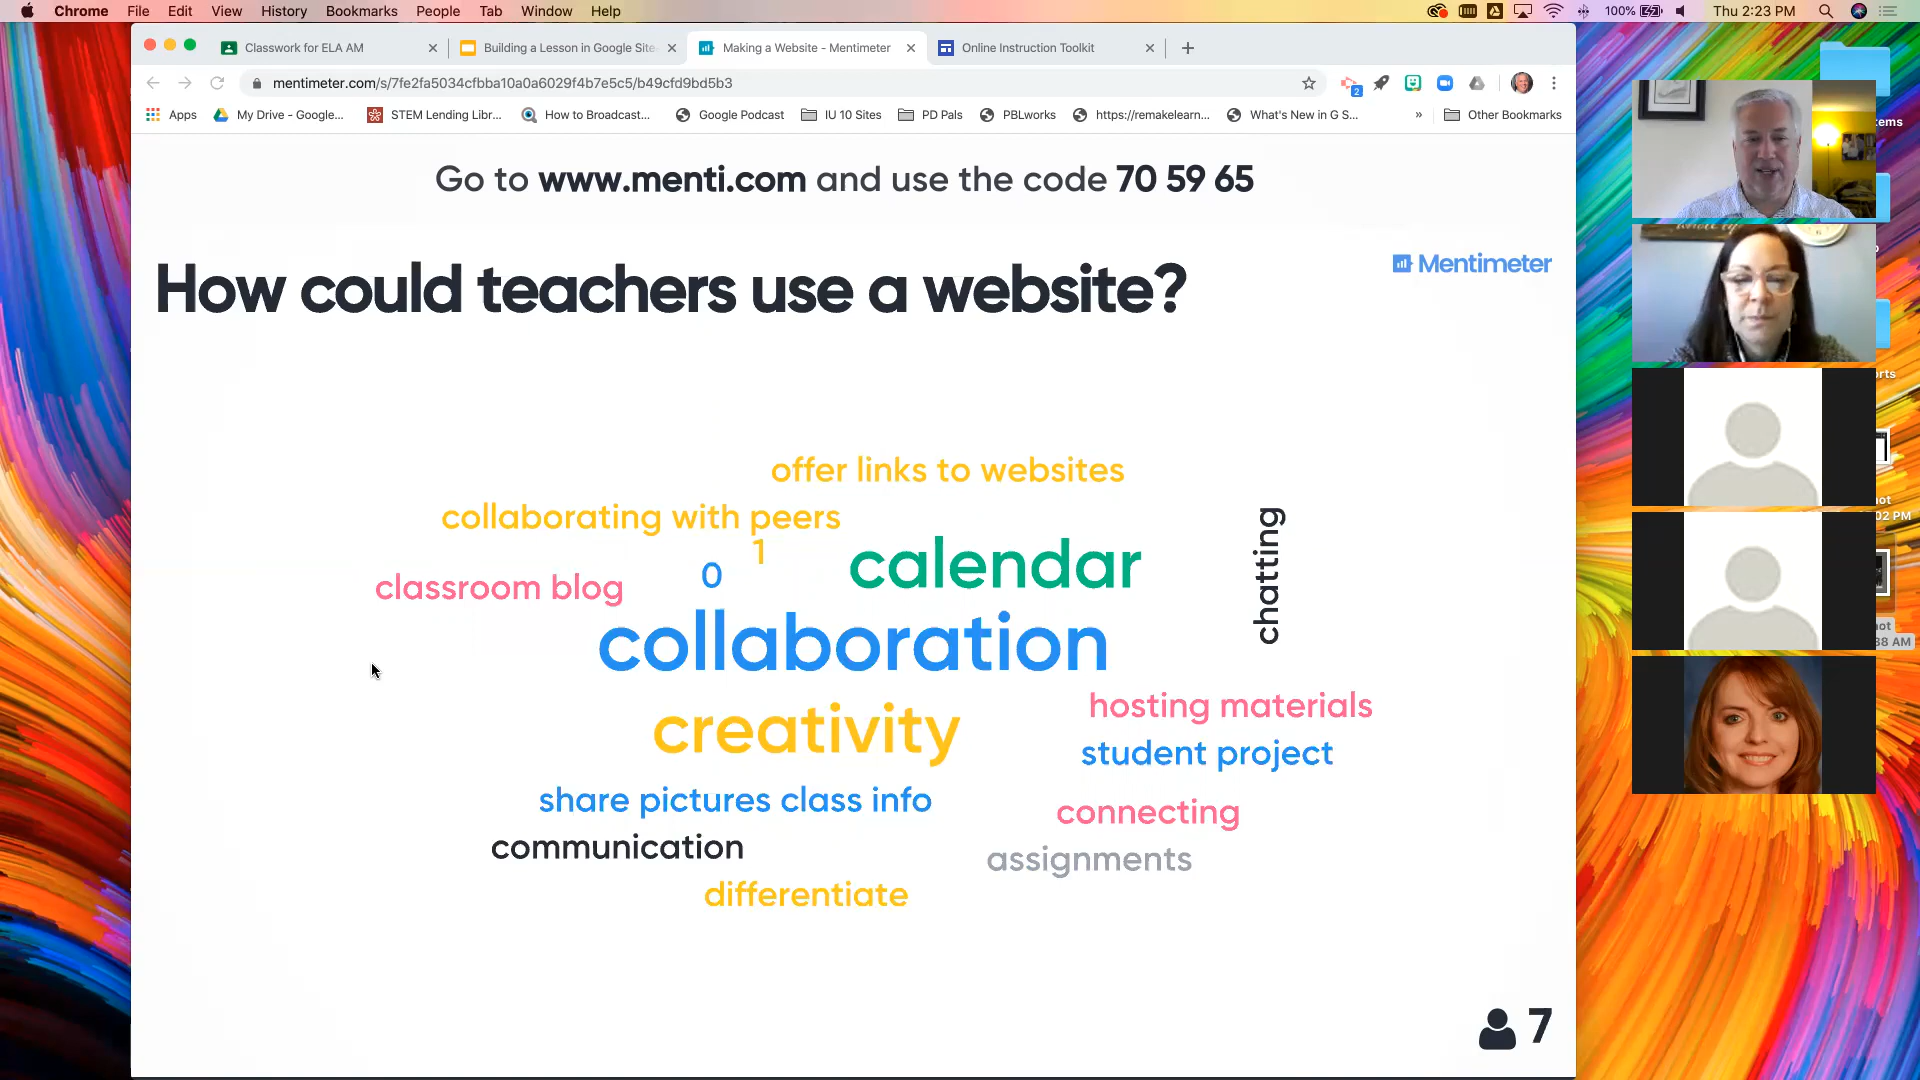 Chrome File Edit View History Bookmarks People Tab Window Help 100% Thu 2:23 PM
Classwork for ELA AM Building a Lesson in Google Site Making a Website - Mentimeter Online Instruction Toolkit
mentimeter.com/s/7fe2fa5034cfbba10a0a6029f4b7e5c5/b49cfd9bd5b3 2
Apps My Drive - Google... STEM Lending Libr... How to Broadcast... Google Podcast IU 10 Sites PD Pals PBLWorks https://remakelearn... What's New in G S... » Other Bookmarks
Go to www.menti.com and use the code 70 59 65
Mentimeter
How could teachers use a website?
offer links to websites
collaborating with peers
chatting
1
calendar
0
classroom blog
collaboration
hosting materials
creativity
student project
share pictures class info
connecting
communication
assignments
differentiate
7
02 PM
38 AM